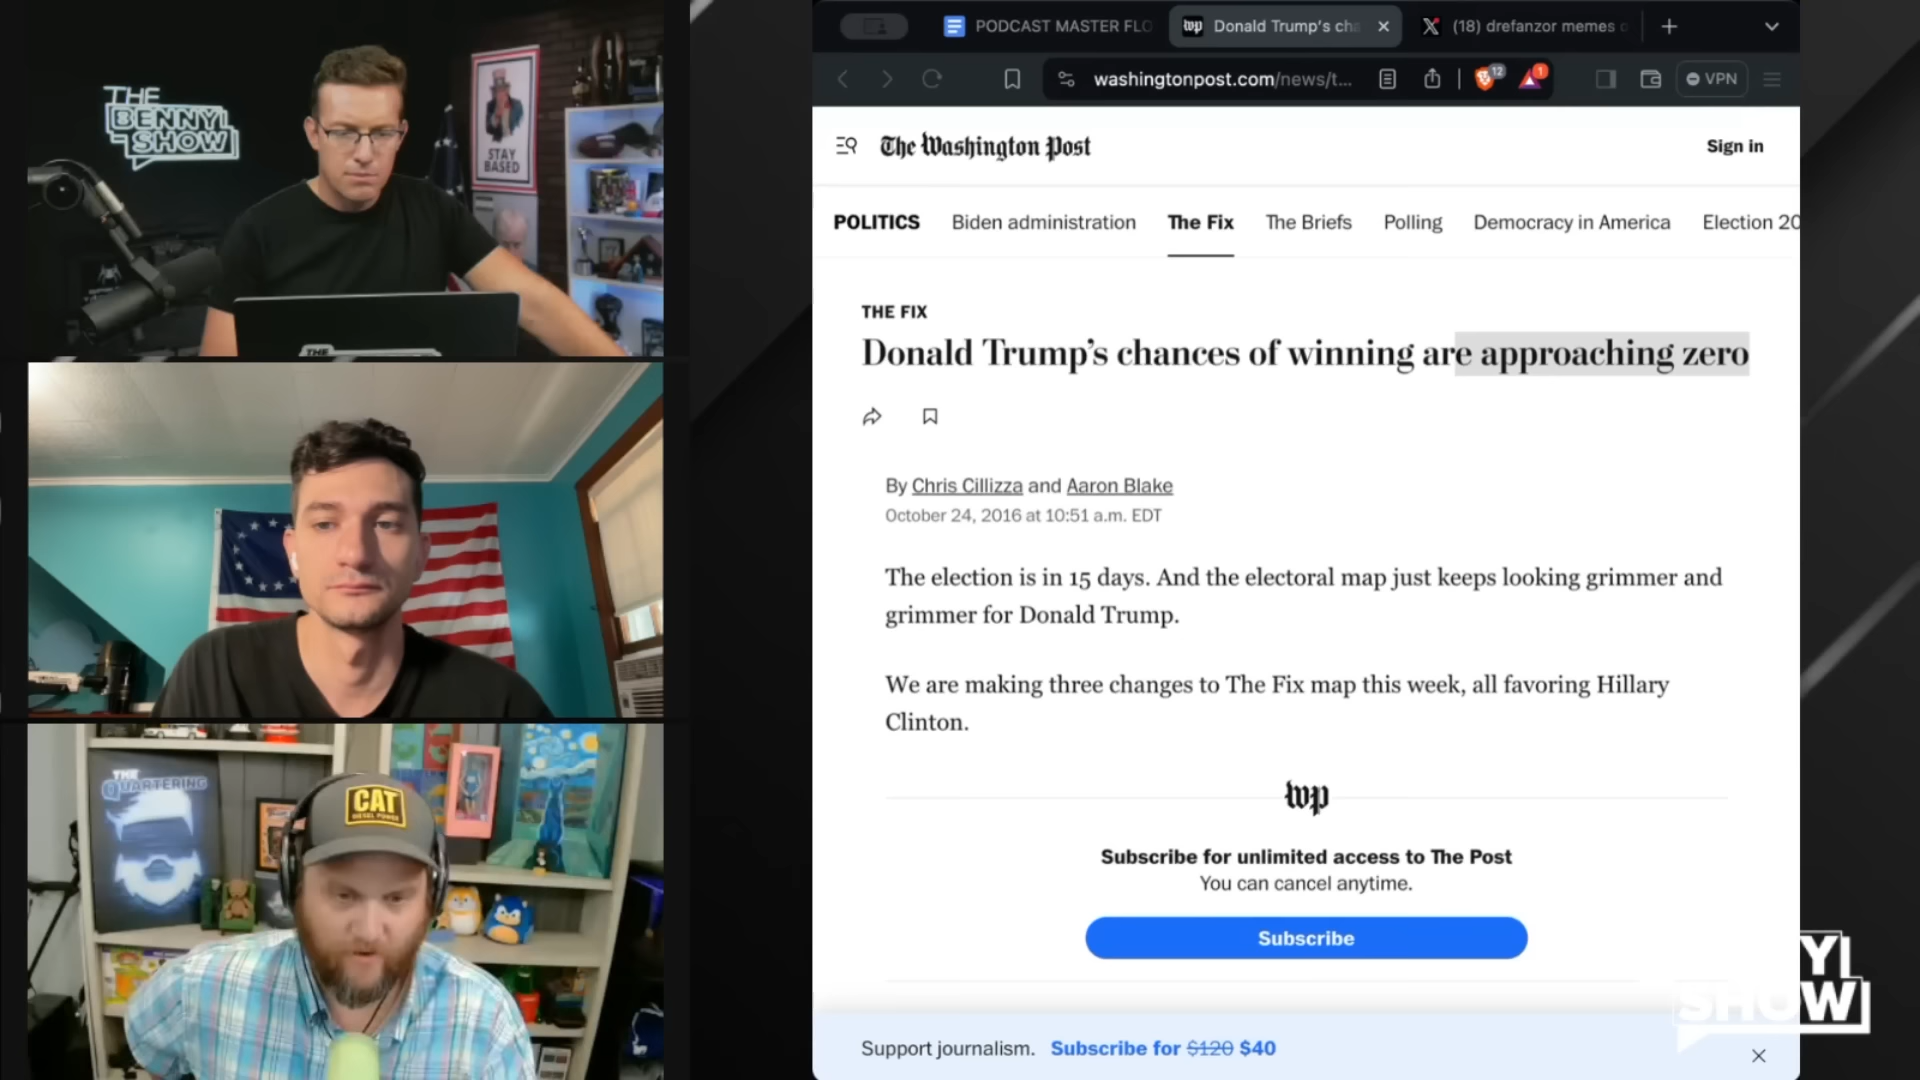 THE
BENNY
SHOW
STAY
BASED
THE
THE
QUARTERING
CAT
DIESEL POWER
PODCAST MASTER FLO
Donald Trump's cha
(18) drefanzor memes o
washingtonpost.com/news/t...
12
1
VPN
The Washington Post
Sign in
POLITICS Biden administration The Fix The Briefs Polling Democracy in America Election 20
THE FIX
Donald Trump's chances of winning are approaching zero
By Chris Cillizza and Aaron Blake
October 24, 2016 at 10:51 a.m. EDT
The election is in 15 days. And the electoral map just keeps looking grimmer and
grimmer for Donald Trump.
We are making three changes to The Fix map this week, all favoring Hillary
Clinton.
wp
Subscribe for unlimited access to The Post
You can cancel anytime.
Subscribe
Support journalism. Subscribe for $120 $40
Y
SHOW